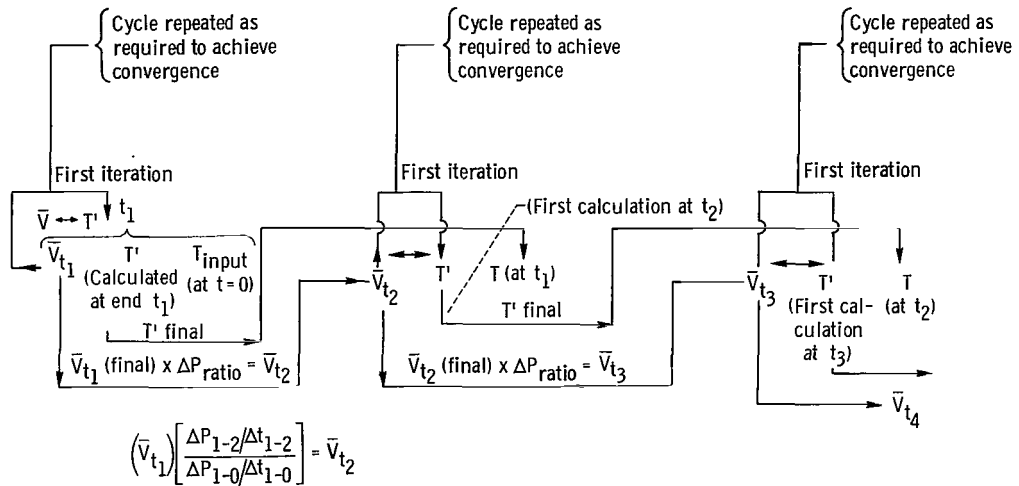 Cycle repeated as
required to achieve
convergence
Cycle repeated as
required to achieve
convergence
Cycle repeated as
required to achieve
convergence
First iteration
First iteration
First iteration
V̅ ↔ T' t₁
(First calculation at t₂)
V̅t₁ T' T_input
(Calculated (at t = 0)
at end t₁)
V̅t₂ T' T (at t₁)
V̅t₃ T' T
(First cal- (at t₂)
culation
at t₃)
T' final
T' final
V̅t₁ (final) x ΔP_ratio = V̅t₂
V̅t₂ (final) x ΔP_ratio = V̅t₃
V̅t₄
(V̅t₁) [ΔP₁₋₂/Δt₁₋₂ / ΔP₁₋₀/Δt₁₋₀] = V̅t₂